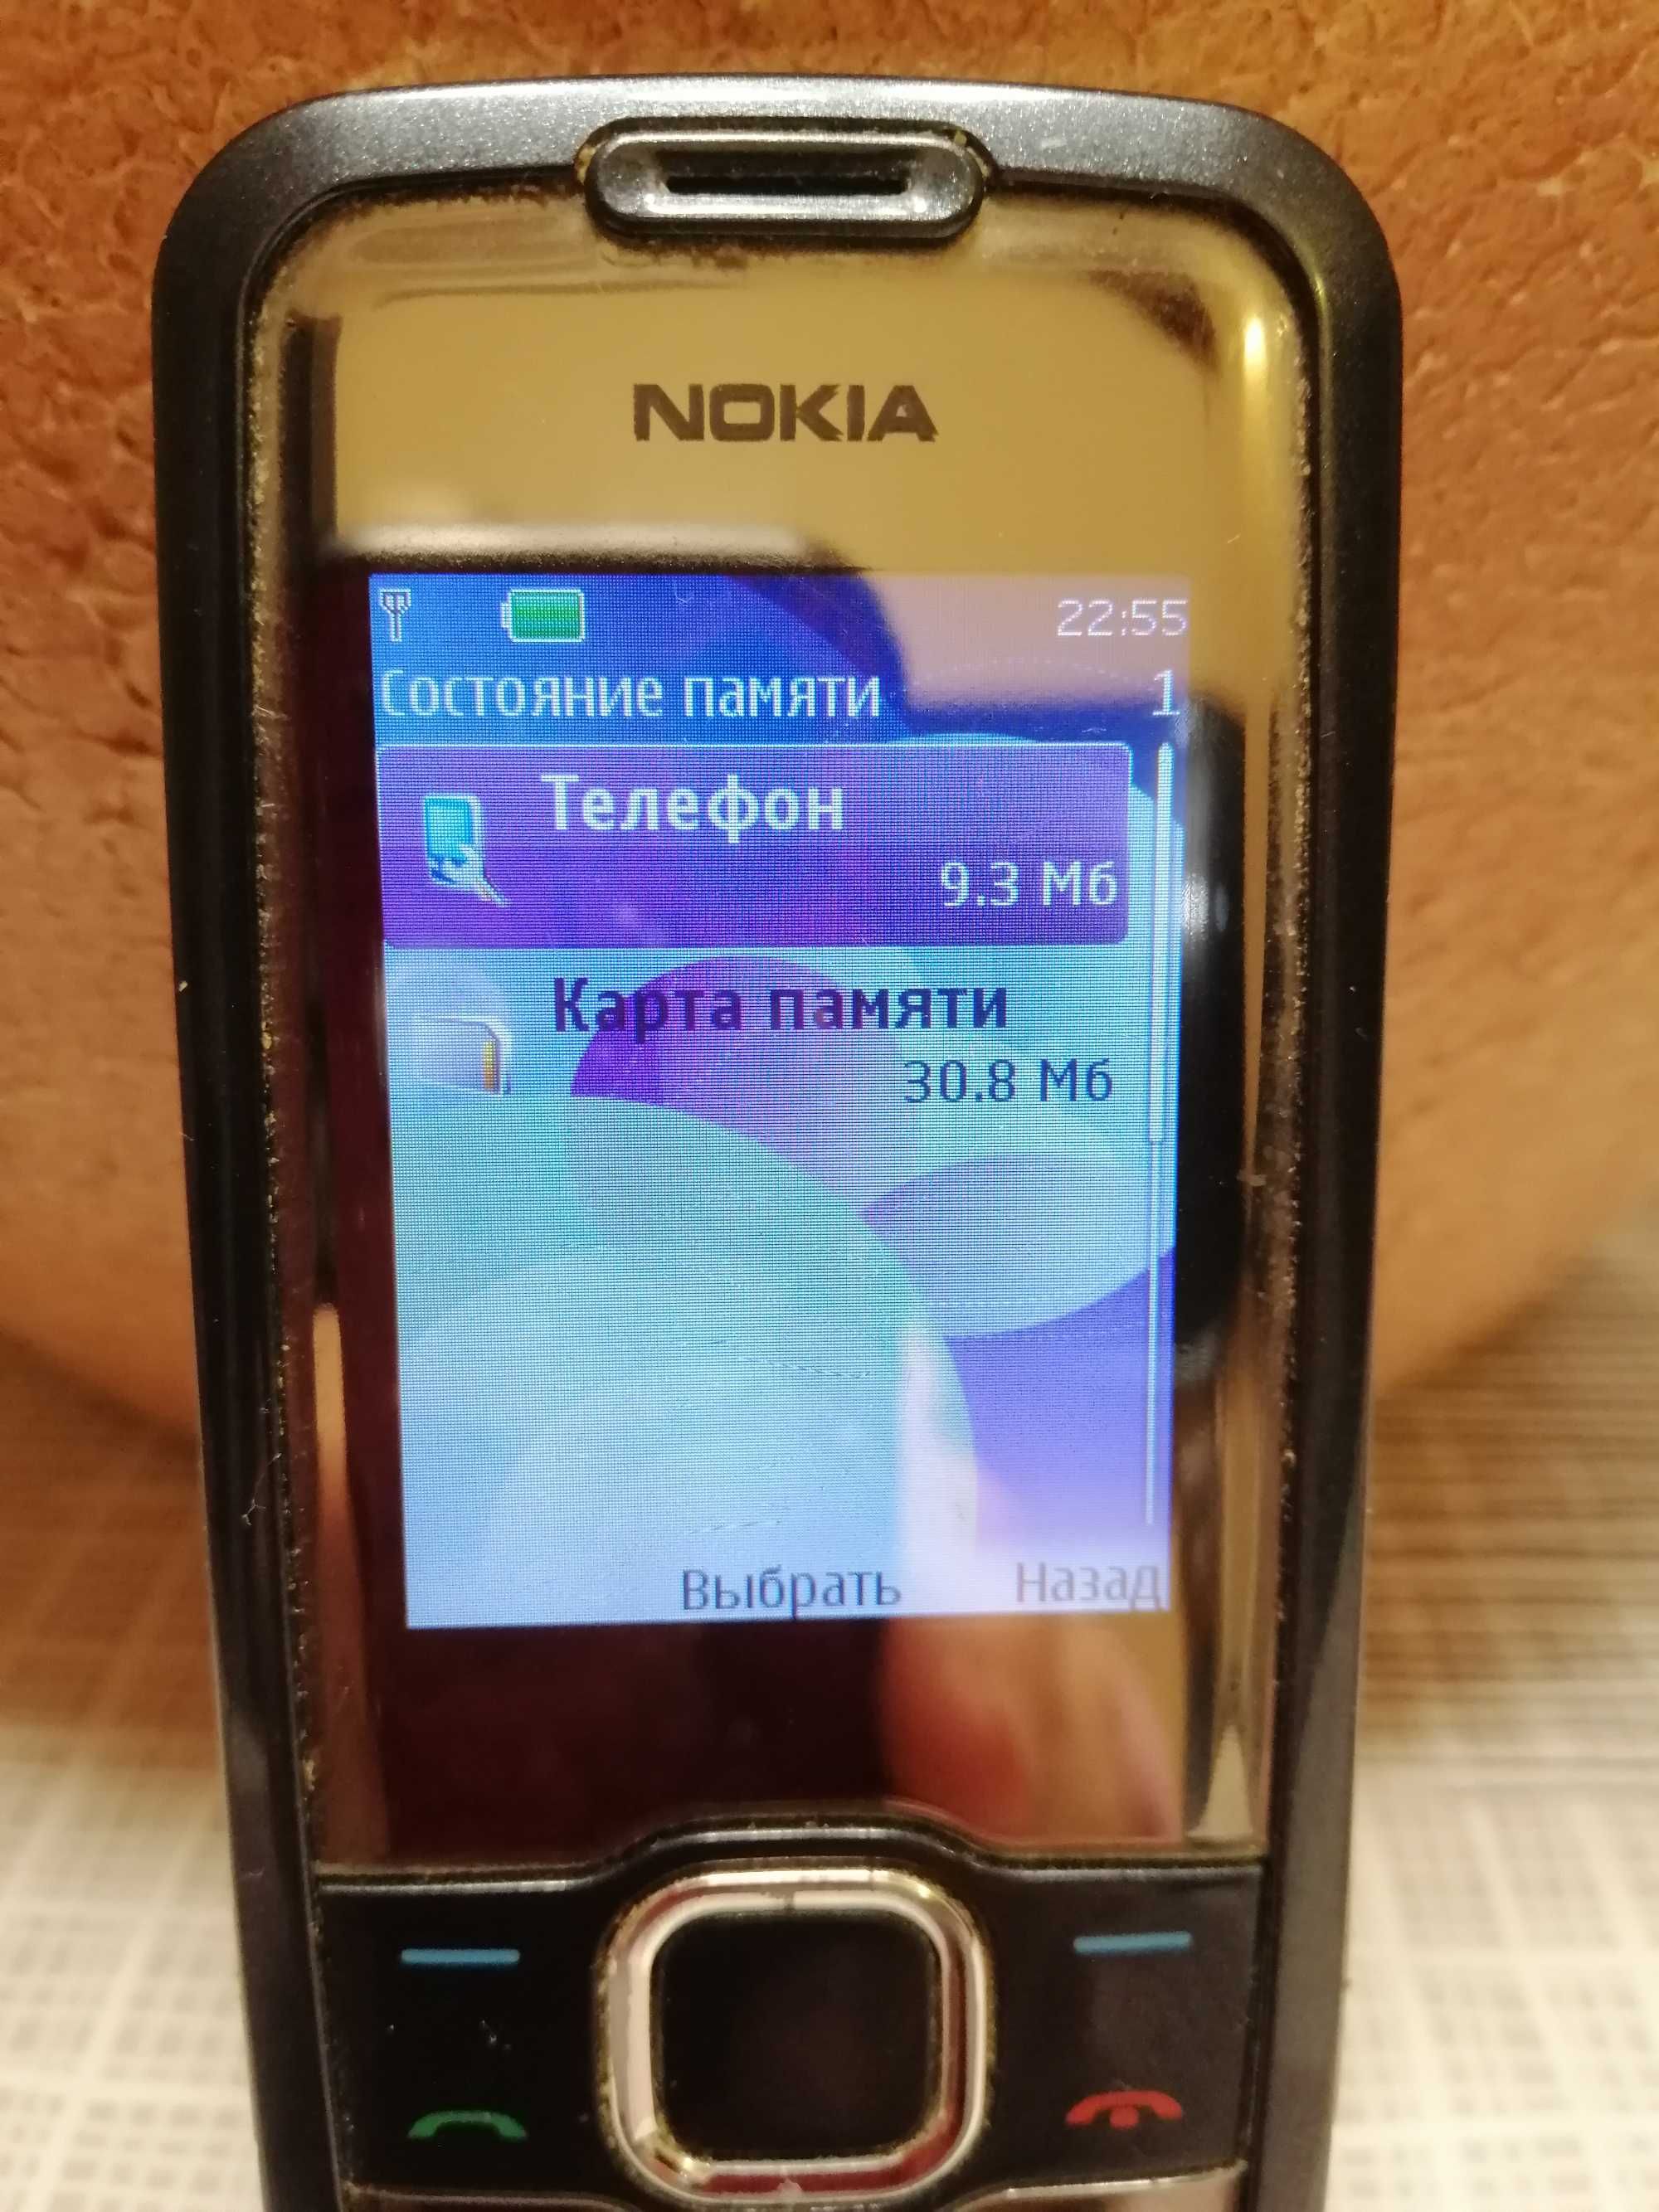 NOKIA
22:55
Состояние памяти 1
Телефон
9.3 Мб
Карта памяти
30.8 Мб
Выбрать Назад